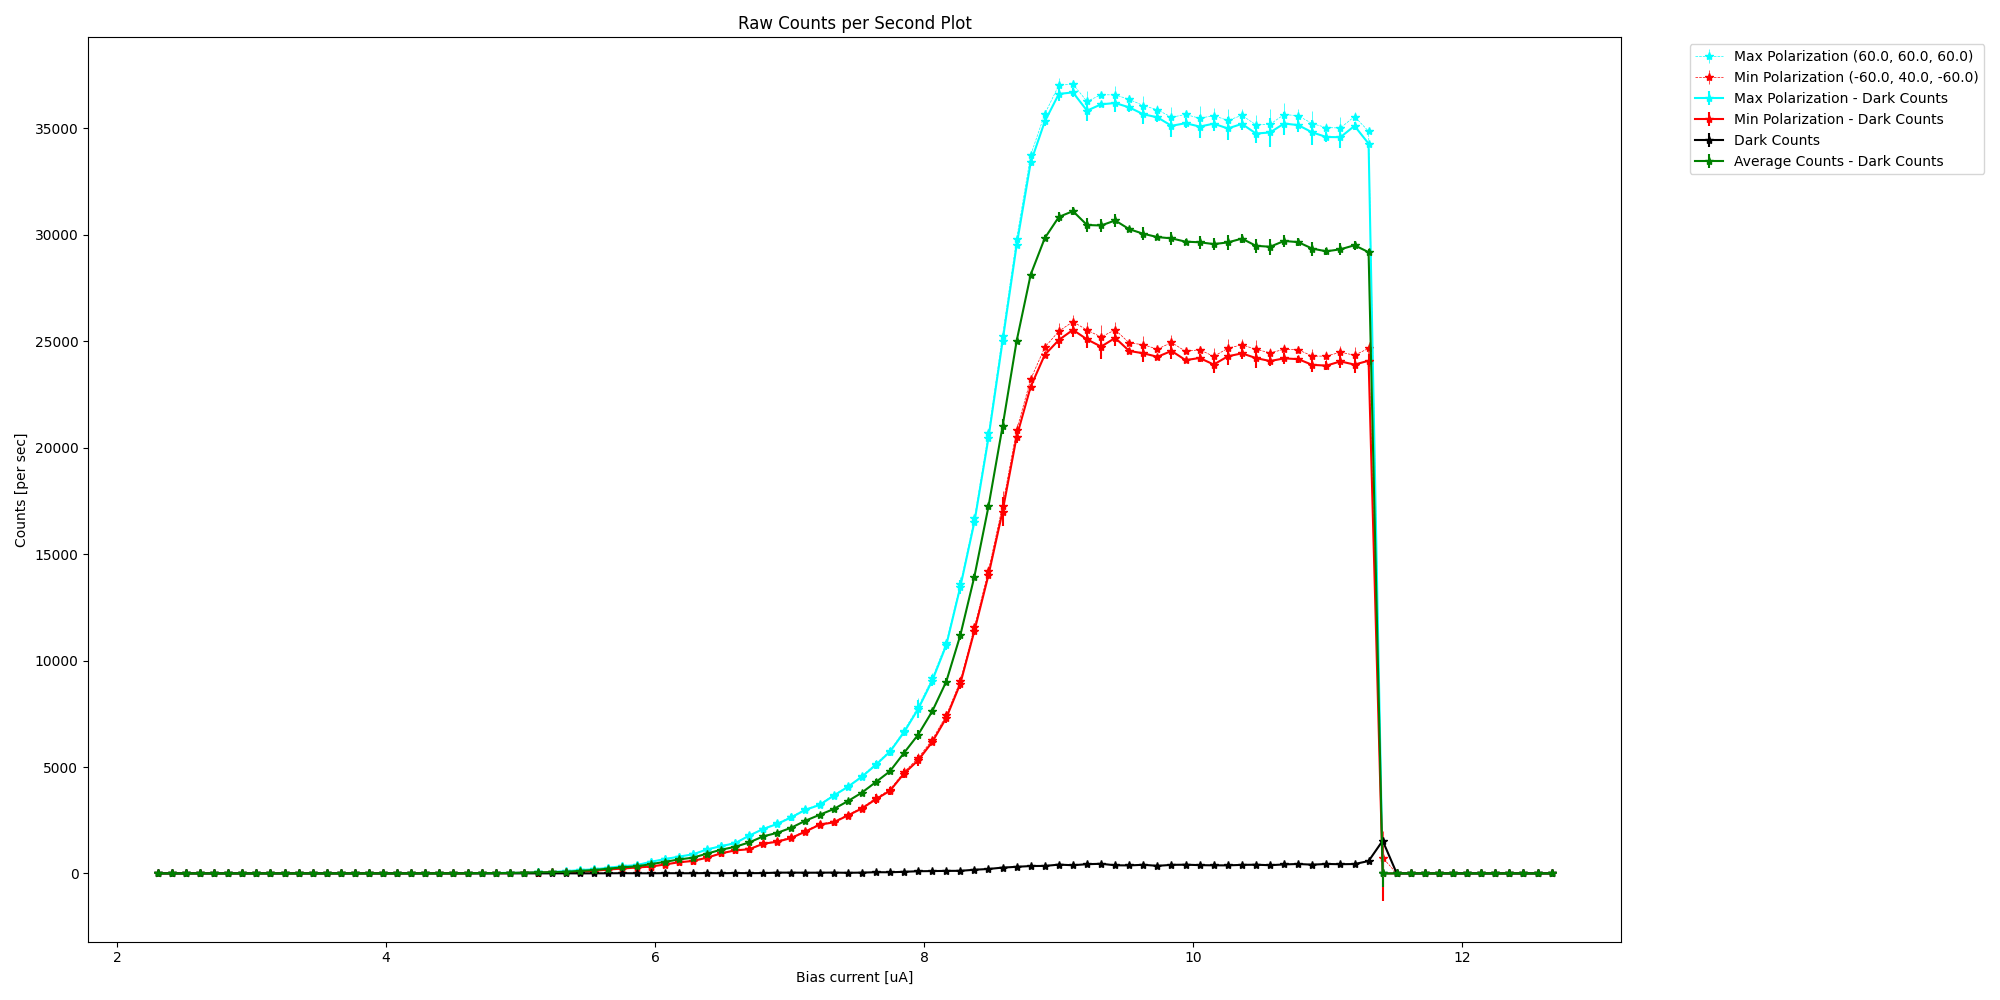 Raw Counts per Second Plot
Max Polarization (60.0, 60.0, 60.0)
Min Polarization (-60.0, 40.0, -60.0)
Max Polarization - Dark Counts
Min Polarization - Dark Counts
Dark Counts
Average Counts - Dark Counts
Counts [per sec]
35000
30000
25000
20000
15000
10000
5000
0
2 4 6 8 10 12
Bias current [uA]